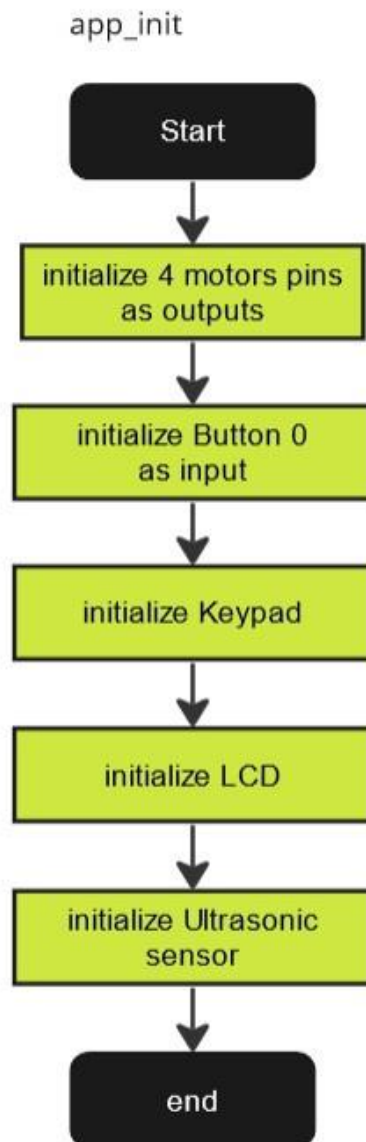 app_init
Start
initialize 4 motors pins
as outputs
initialize Button 0
as input
initialize Keypad
initialize LCD
initialize Ultrasonic
sensor
end